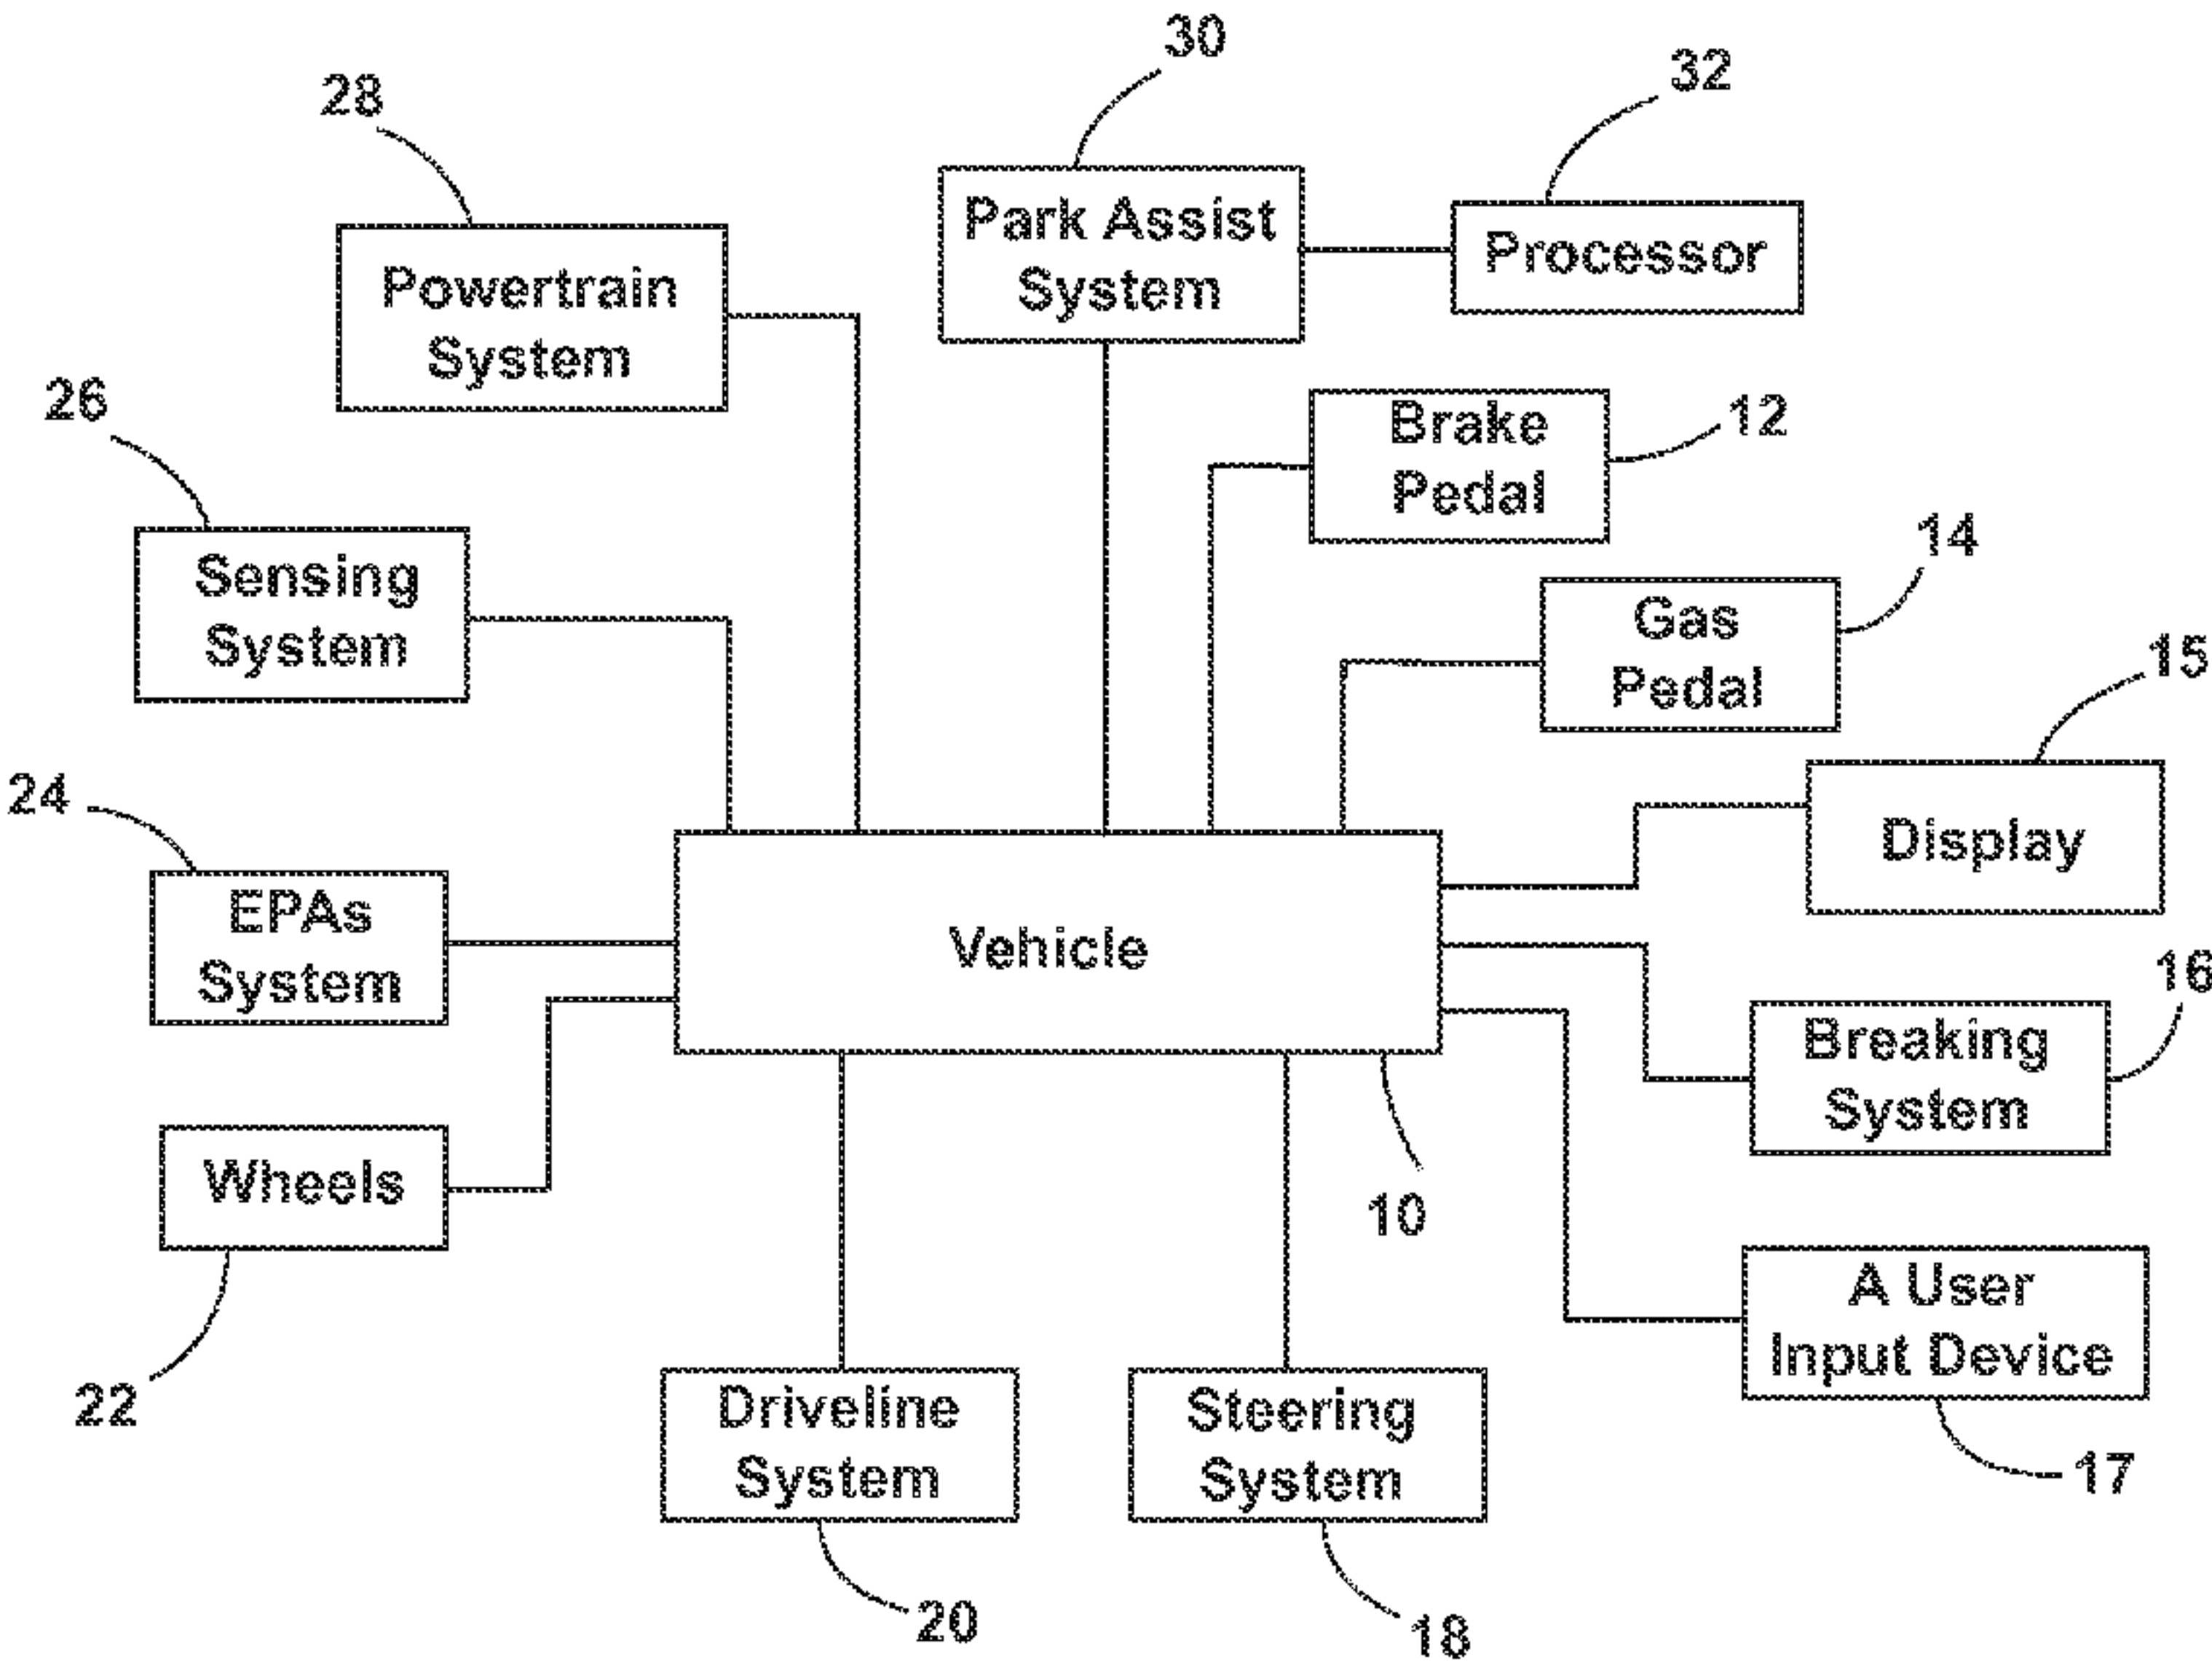 30
32
28
Park Assist
System
Processor
Powertrain
System
26
Brake
Pedal
12
14
Sensing
System
Gas
Pedal
15
24
Display
EPAs
System
Vehicle
16
Breaking
System
Wheels
10
22
A User
Input Device
Driveline
System
Steering
System
17
20
18